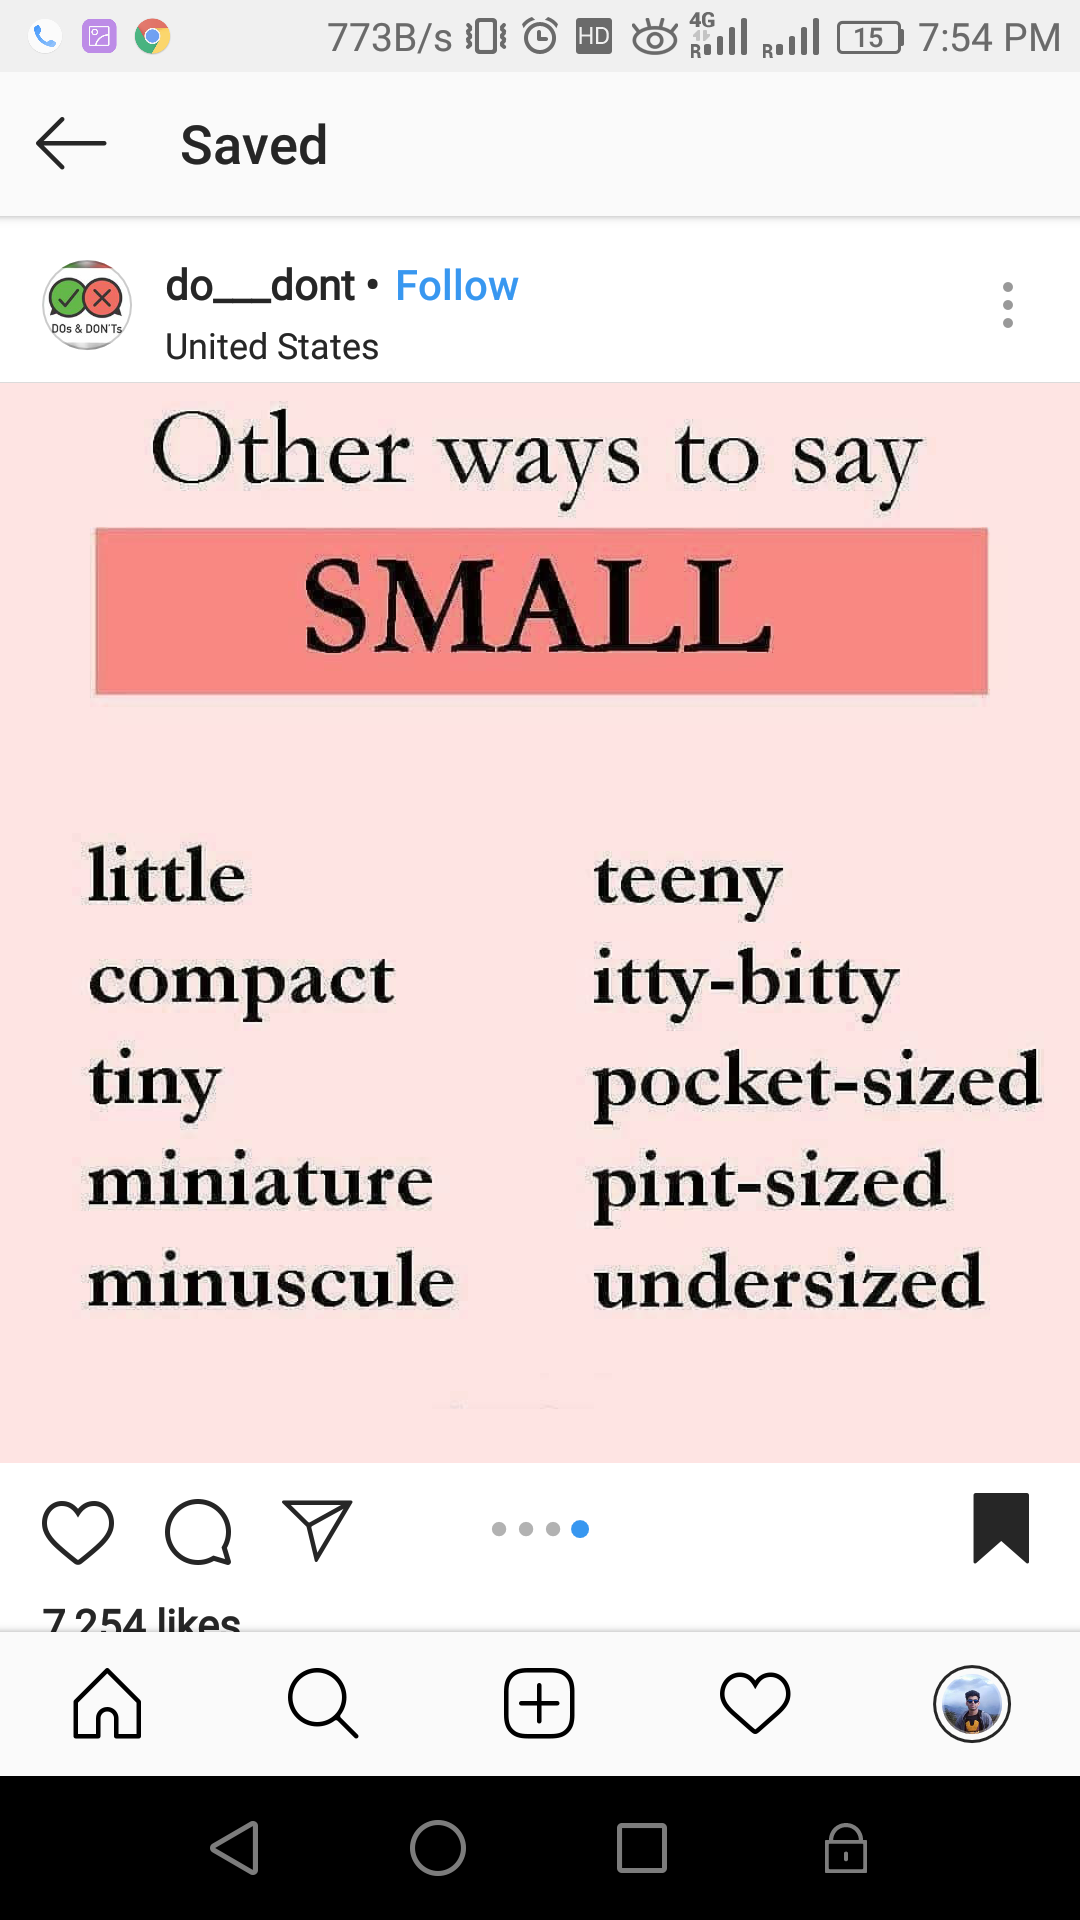 773B/s HD 4G R R 15 7:54 PM
Saved
do___dont • Follow
DOs & DON'Ts
United States
Other ways to say
SMALL
little
compact
tiny
miniature
minuscule
teeny
itty-bitty
pocket-sized
pint-sized
undersized
7,254 likes